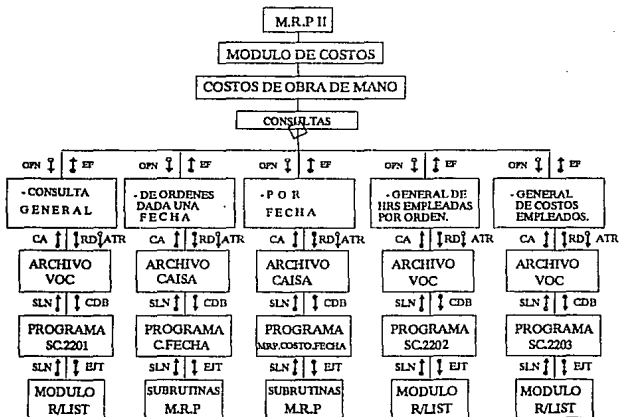 M.R.P II
MODULO DE COSTOS
COSTOS DE OBRA DE MANO
CONSULTAS
OPN EF OPN EF OPN EF OPN EF OPN EF
- CONSULTA
GENERAL
- DE ORDENES
DADA UNA
FECHA
- POR
FECHA
- GENERAL DE
HRS EMPLEADAS
POR ORDEN.
- GENERAL
DE COSTOS
EMPLEADOS.
CA RD ATR CA RD ATR CA RD ATR CA RD ATR CA RD ATR
ARCHIVO
VOC
ARCHIVO
CAISA
ARCHIVO
CAISA
ARCHIVO
VOC
ARCHIVO
VOC
SLN CDB SLN CDB SLN CDB SLN CDB SLN CDB
PROGRAMA
SC.2201
PROGRAMA
C.FECHA
PROGRAMA
MRP.COSTO.FECHA
PROGRAMA
SC.2202
PROGRAMA
SC.2203
SLN EJT SLN EJT SLN EJT SLN EJT SLN EJT
MODULO
R/LIST
SUBRUTINAS
M.R.P
SUBRUTINAS
M.R.P
MODULO
R/LIST
MODULO
R/LIST